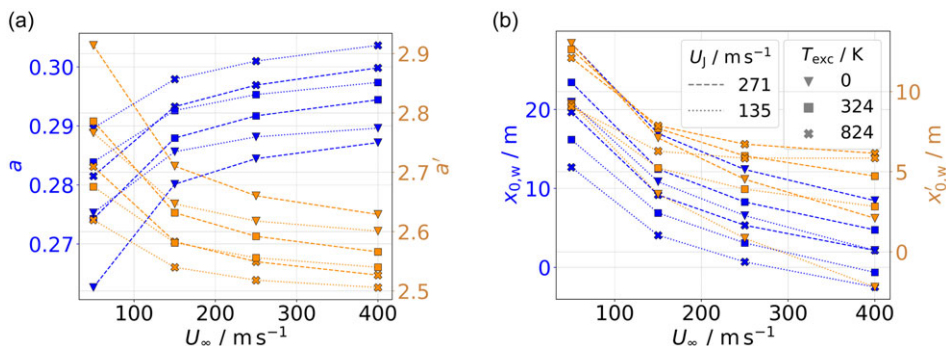 (a)
0.30
0.29
0.28
0.27
a
2.9
2.8
2.7
2.6
2.5
a′
100 200 300 400
U∞ / m s−1
(b)
20
10
0
x0,w / m
UJ / m s−1
271
135
Texc / K
0
324
824
10
5
0
x′0,w / m
100 200 300 400
U∞ / m s−1